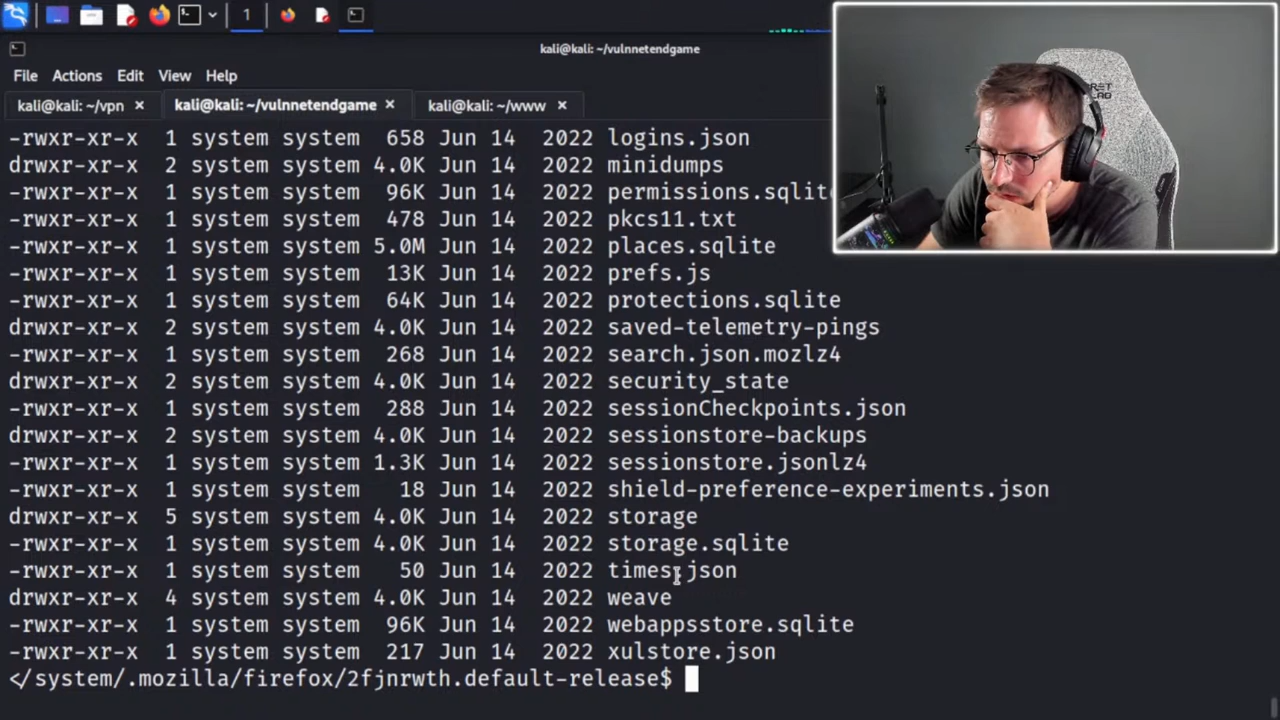 1
kali@kali: ~/vulnnetendgame
File Actions Edit View Help
kali@kali: ~/vpn × kali@kali: ~/vulnnetendgame × kali@kali: ~/www ×
-rwxr-xr-x 1 system system 658 Jun 14 2022 logins.json
drwxr-xr-x 2 system system 4.0K Jun 14 2022 minidumps
-rwxr-xr-x 1 system system 96K Jun 14 2022 permissions.sqlite
-rwxr-xr-x 1 system system 478 Jun 14 2022 pkcs11.txt
-rwxr-xr-x 1 system system 5.0M Jun 14 2022 places.sqlite
-rwxr-xr-x 1 system system 13K Jun 14 2022 prefs.js
-rwxr-xr-x 1 system system 64K Jun 14 2022 protections.sqlite
drwxr-xr-x 2 system system 4.0K Jun 14 2022 saved-telemetry-pings
-rwxr-xr-x 1 system system 268 Jun 14 2022 search.json.mozlz4
drwxr-xr-x 2 system system 4.0K Jun 14 2022 security_state
-rwxr-xr-x 1 system system 288 Jun 14 2022 sessionCheckpoints.json
drwxr-xr-x 2 system system 4.0K Jun 14 2022 sessionstore-backups
-rwxr-xr-x 1 system system 1.3K Jun 14 2022 sessionstore.jsonlz4
-rwxr-xr-x 1 system system 18 Jun 14 2022 shield-preference-experiments.json
drwxr-xr-x 5 system system 4.0K Jun 14 2022 storage
-rwxr-xr-x 1 system system 4.0K Jun 14 2022 storage.sqlite
-rwxr-xr-x 1 system system 50 Jun 14 2022 times.json
drwxr-xr-x 4 system system 4.0K Jun 14 2022 weave
-rwxr-xr-x 1 system system 96K Jun 14 2022 webappsstore.sqlite
-rwxr-xr-x 1 system system 217 Jun 14 2022 xulstore.json
</system/.mozilla/firefox/2fjnrwth.default-release$